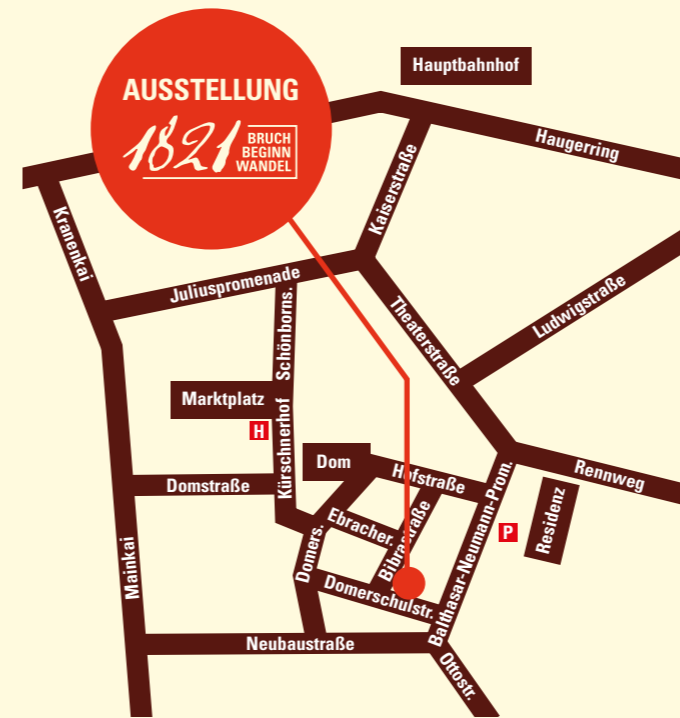 Hauptbahnhof
AUSSTELLUNG
1821
BRUCH
BEGINN
WANDEL
Haugerring
Kaiserstraße
Kranenkai
Juliuspromenade
Schönborns.
Theaterstraße
Ludwigstraße
Marktplatz
H
Kürschnerhof
Dom
Hofstraße
Rennweg
Domstraße
Residenz
P
Ebracher.
Bibrastraße
Balthasar-Neumann-Prom.
Domers.
Domerschulstr.
Mainkai
Neubaustraße
Ottostr.